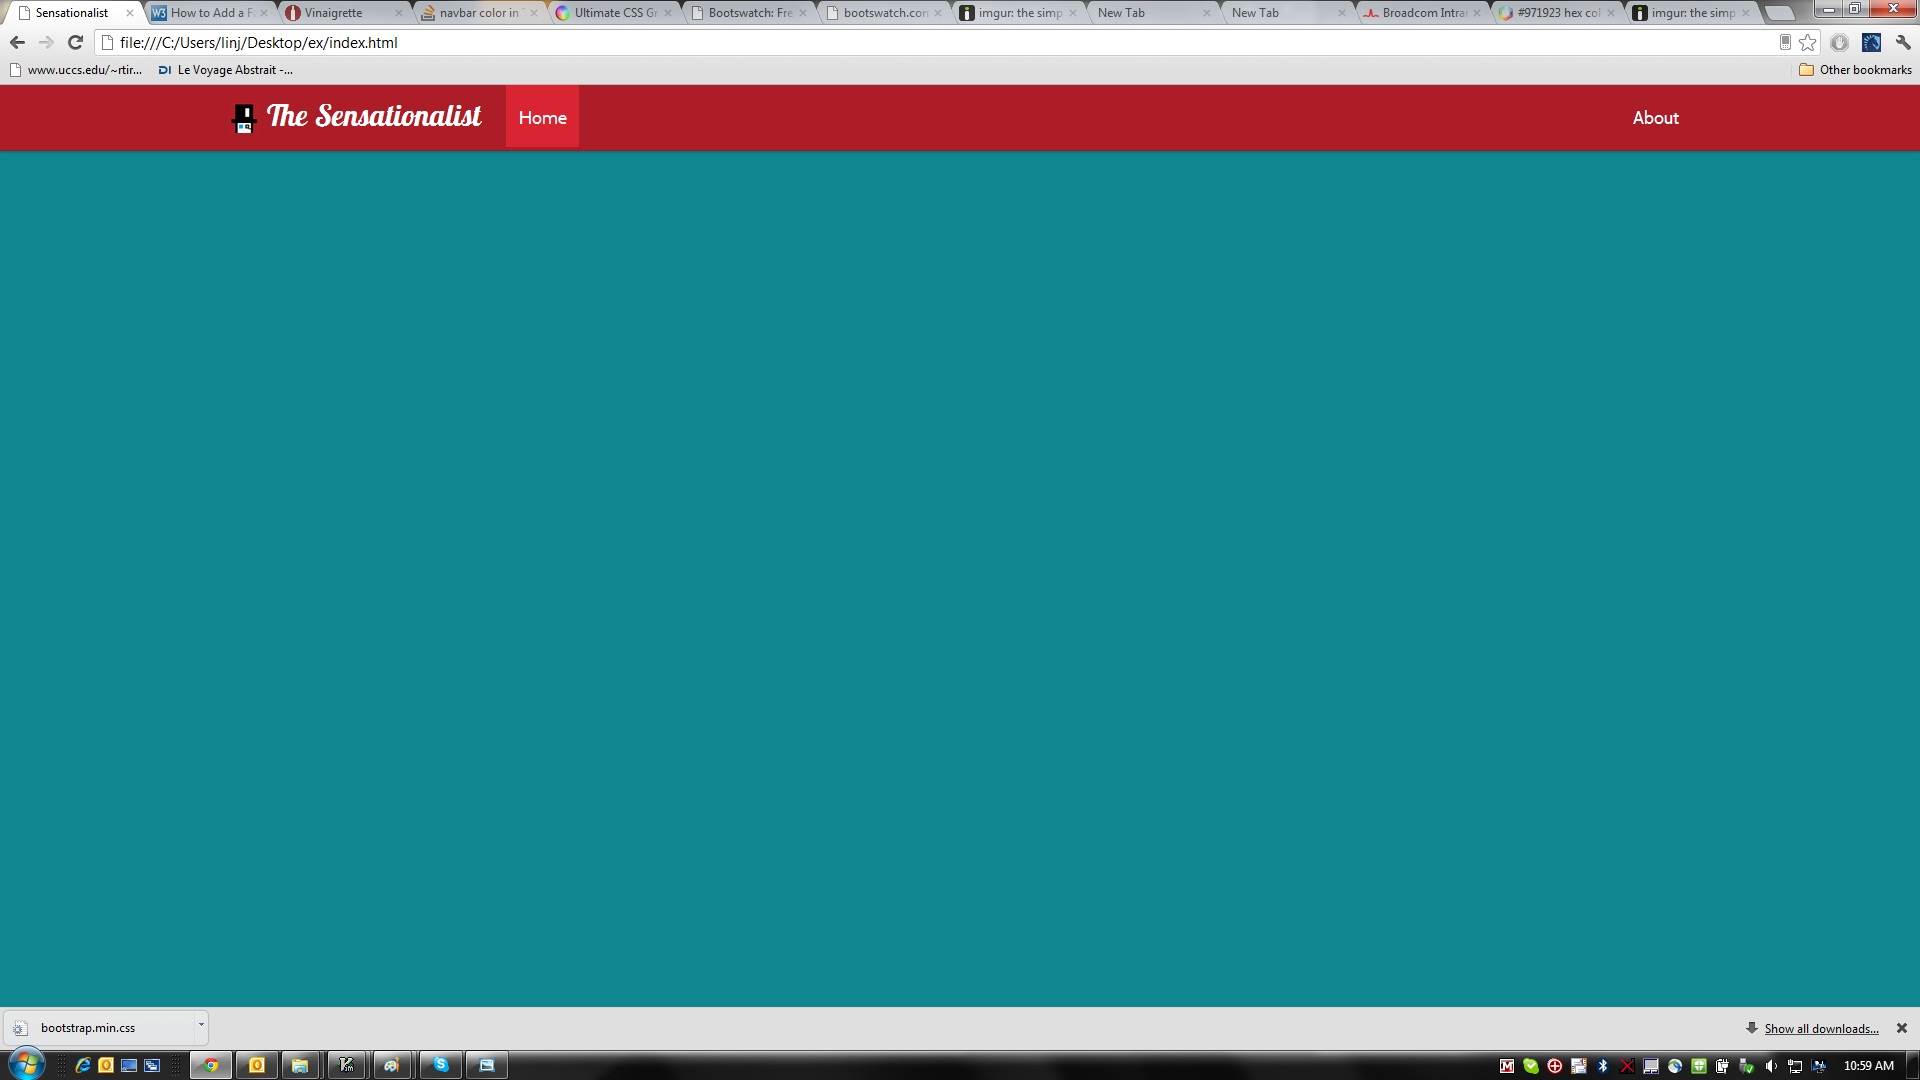 Sensationalist
How to Add a F
Vinaigrette
navbar color in
Ultimate CSS Gr
Bootswatch: Fre
bootswatch.com
imgur: the simp
New Tab
New Tab
Broadcom Intra
#971923 hex col
imgur: the simp
file:///C:/Users/linj/Desktop/ex/index.html
www.uccs.edu/~rtir...
DI Le Voyage Abstrait -...
Other bookmarks
The Sensationalist
Home
About
bootstrap.min.css
Show all downloads...
10:59 AM